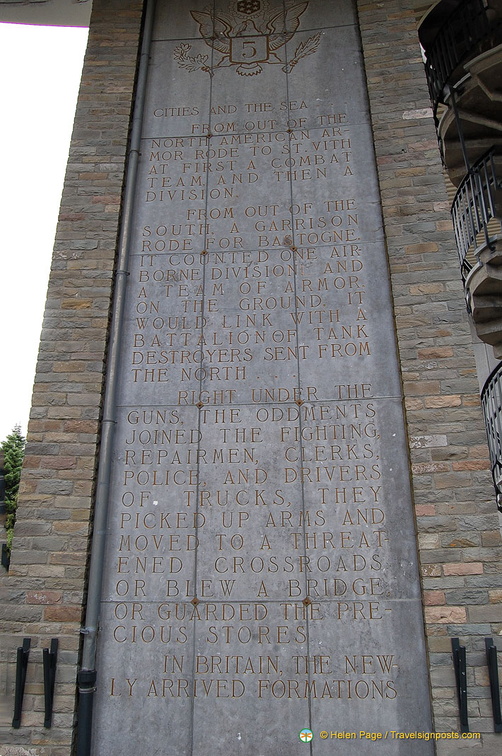 5
CITIES AND THE SEA.
FROM OUT OF THE
NORTH, AMERICAN AR-
MOR RODE TO ST. VITH
AT FIRST A COMBAT
TEAM, AND THEN A
DIVISION.
FROM OUT OF THE
SOUTH, A GARRISON
RODE FOR BASTOGNE.
IT COUNTED ONE AIR
BORNE DIVISION AND
A TEAM OF ARMOR.
ON THE GROUND, IT
WOULD LINK WITH A
BATTALION OF TANK
DESTROYERS SENT FROM
THE NORTH ...
RIGHT UNDER THE
GUNS, THE ODDMENTS
JOINED THE FIGHTING.
REPAIRMEN, CLERKS,
POLICE, AND DRIVERS
OF TRUCKS, THEY
PICKED UP ARMS AND
MOVED TO A THREAT
ENED CROSSROADS
OR BLEW A BRIDGE
OR GUARDED THE PRE-
CIOUS STORES.
IN BRITAIN, THE NEW-
LY ARRIVED FORMATIONS
© Helen Page / Travelsignposts.com